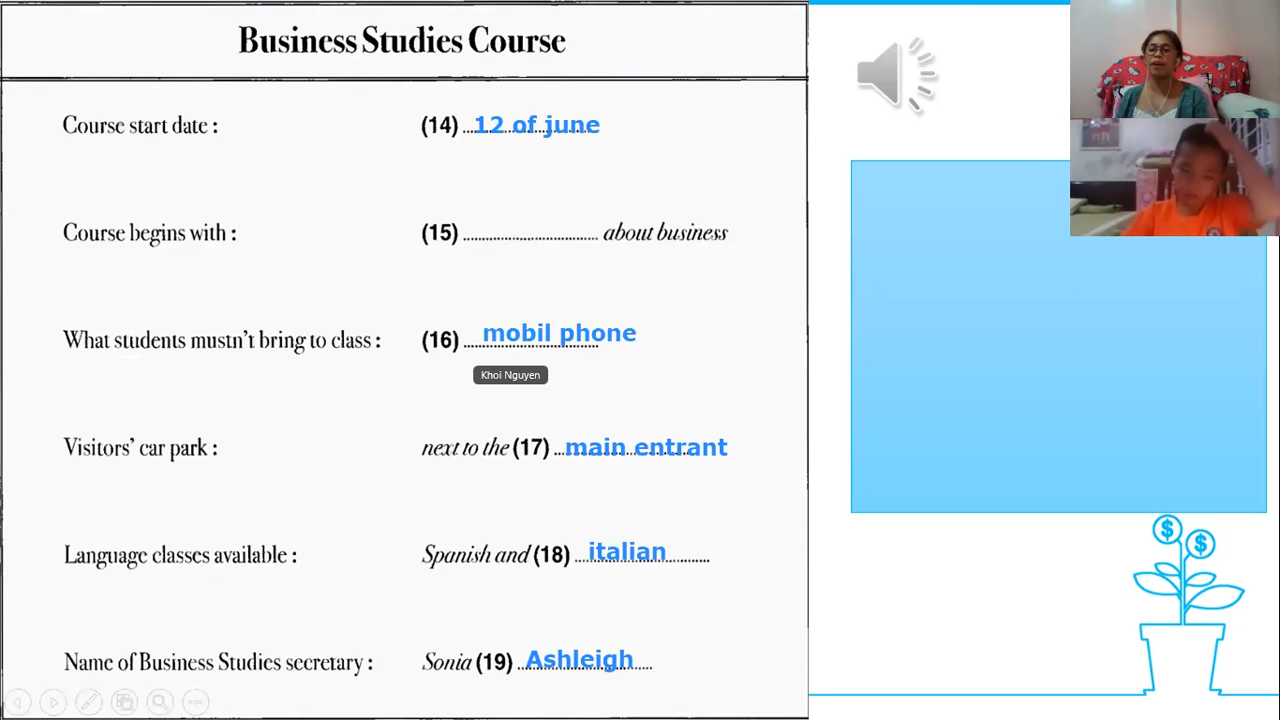 Business Studies Course
Course start date : (14) ........12 of june
Course begins with : (15) ........................ about business
What students mustn't bring to class : (16) ........mobil phone
Khoi Nguyen
Visitors' car park : next to the (17) ........main entrant
Language classes available : Spanish and (18) ........italian........
Name of Business Studies secretary : Sonia (19) ........Ashleigh........
$ $